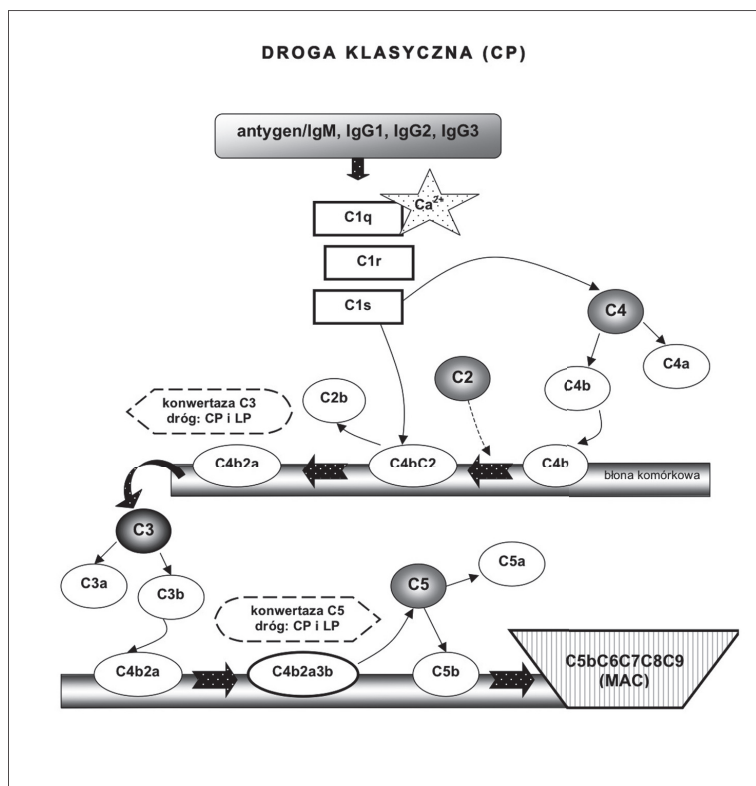 DROGA KLASYCZNA (CP)
antygen/IgM, IgG1, IgG2, IgG3
C1q
Ca2+
C1r
C1s
C4
C4a
C2
C4b
C2b
konwertaza C3
dróg: CP i LP
C4b2a
C4bC2
C4b
błona komórkowa
C3
C3a
C3b
konwertaza C5
dróg: CP i LP
C5
C5a
C4b2a
C4b2a3b
C5b
C5bC6C7C8C9
(MAC)